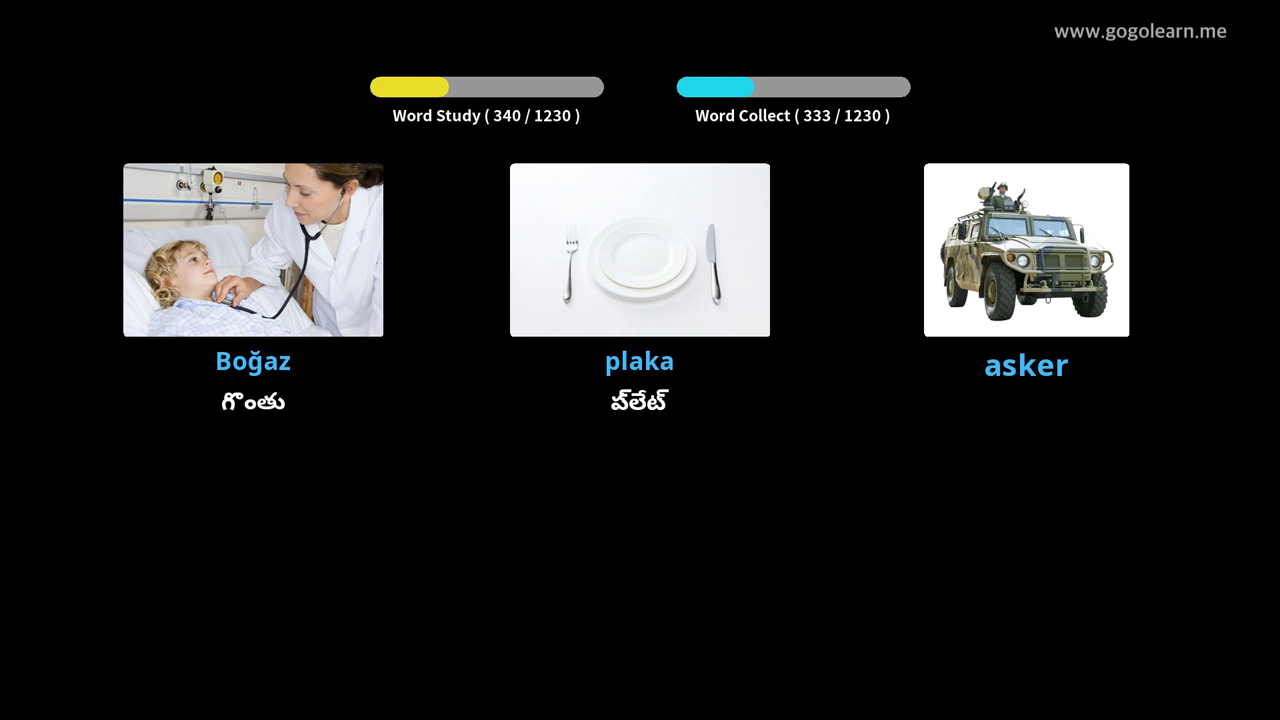 www.gogolearn.me
Word Study ( 340 / 1230 )
Word Collect ( 333 / 1230 )
Boğaz
గొంతు
plaka
ప్‌లేట్
asker